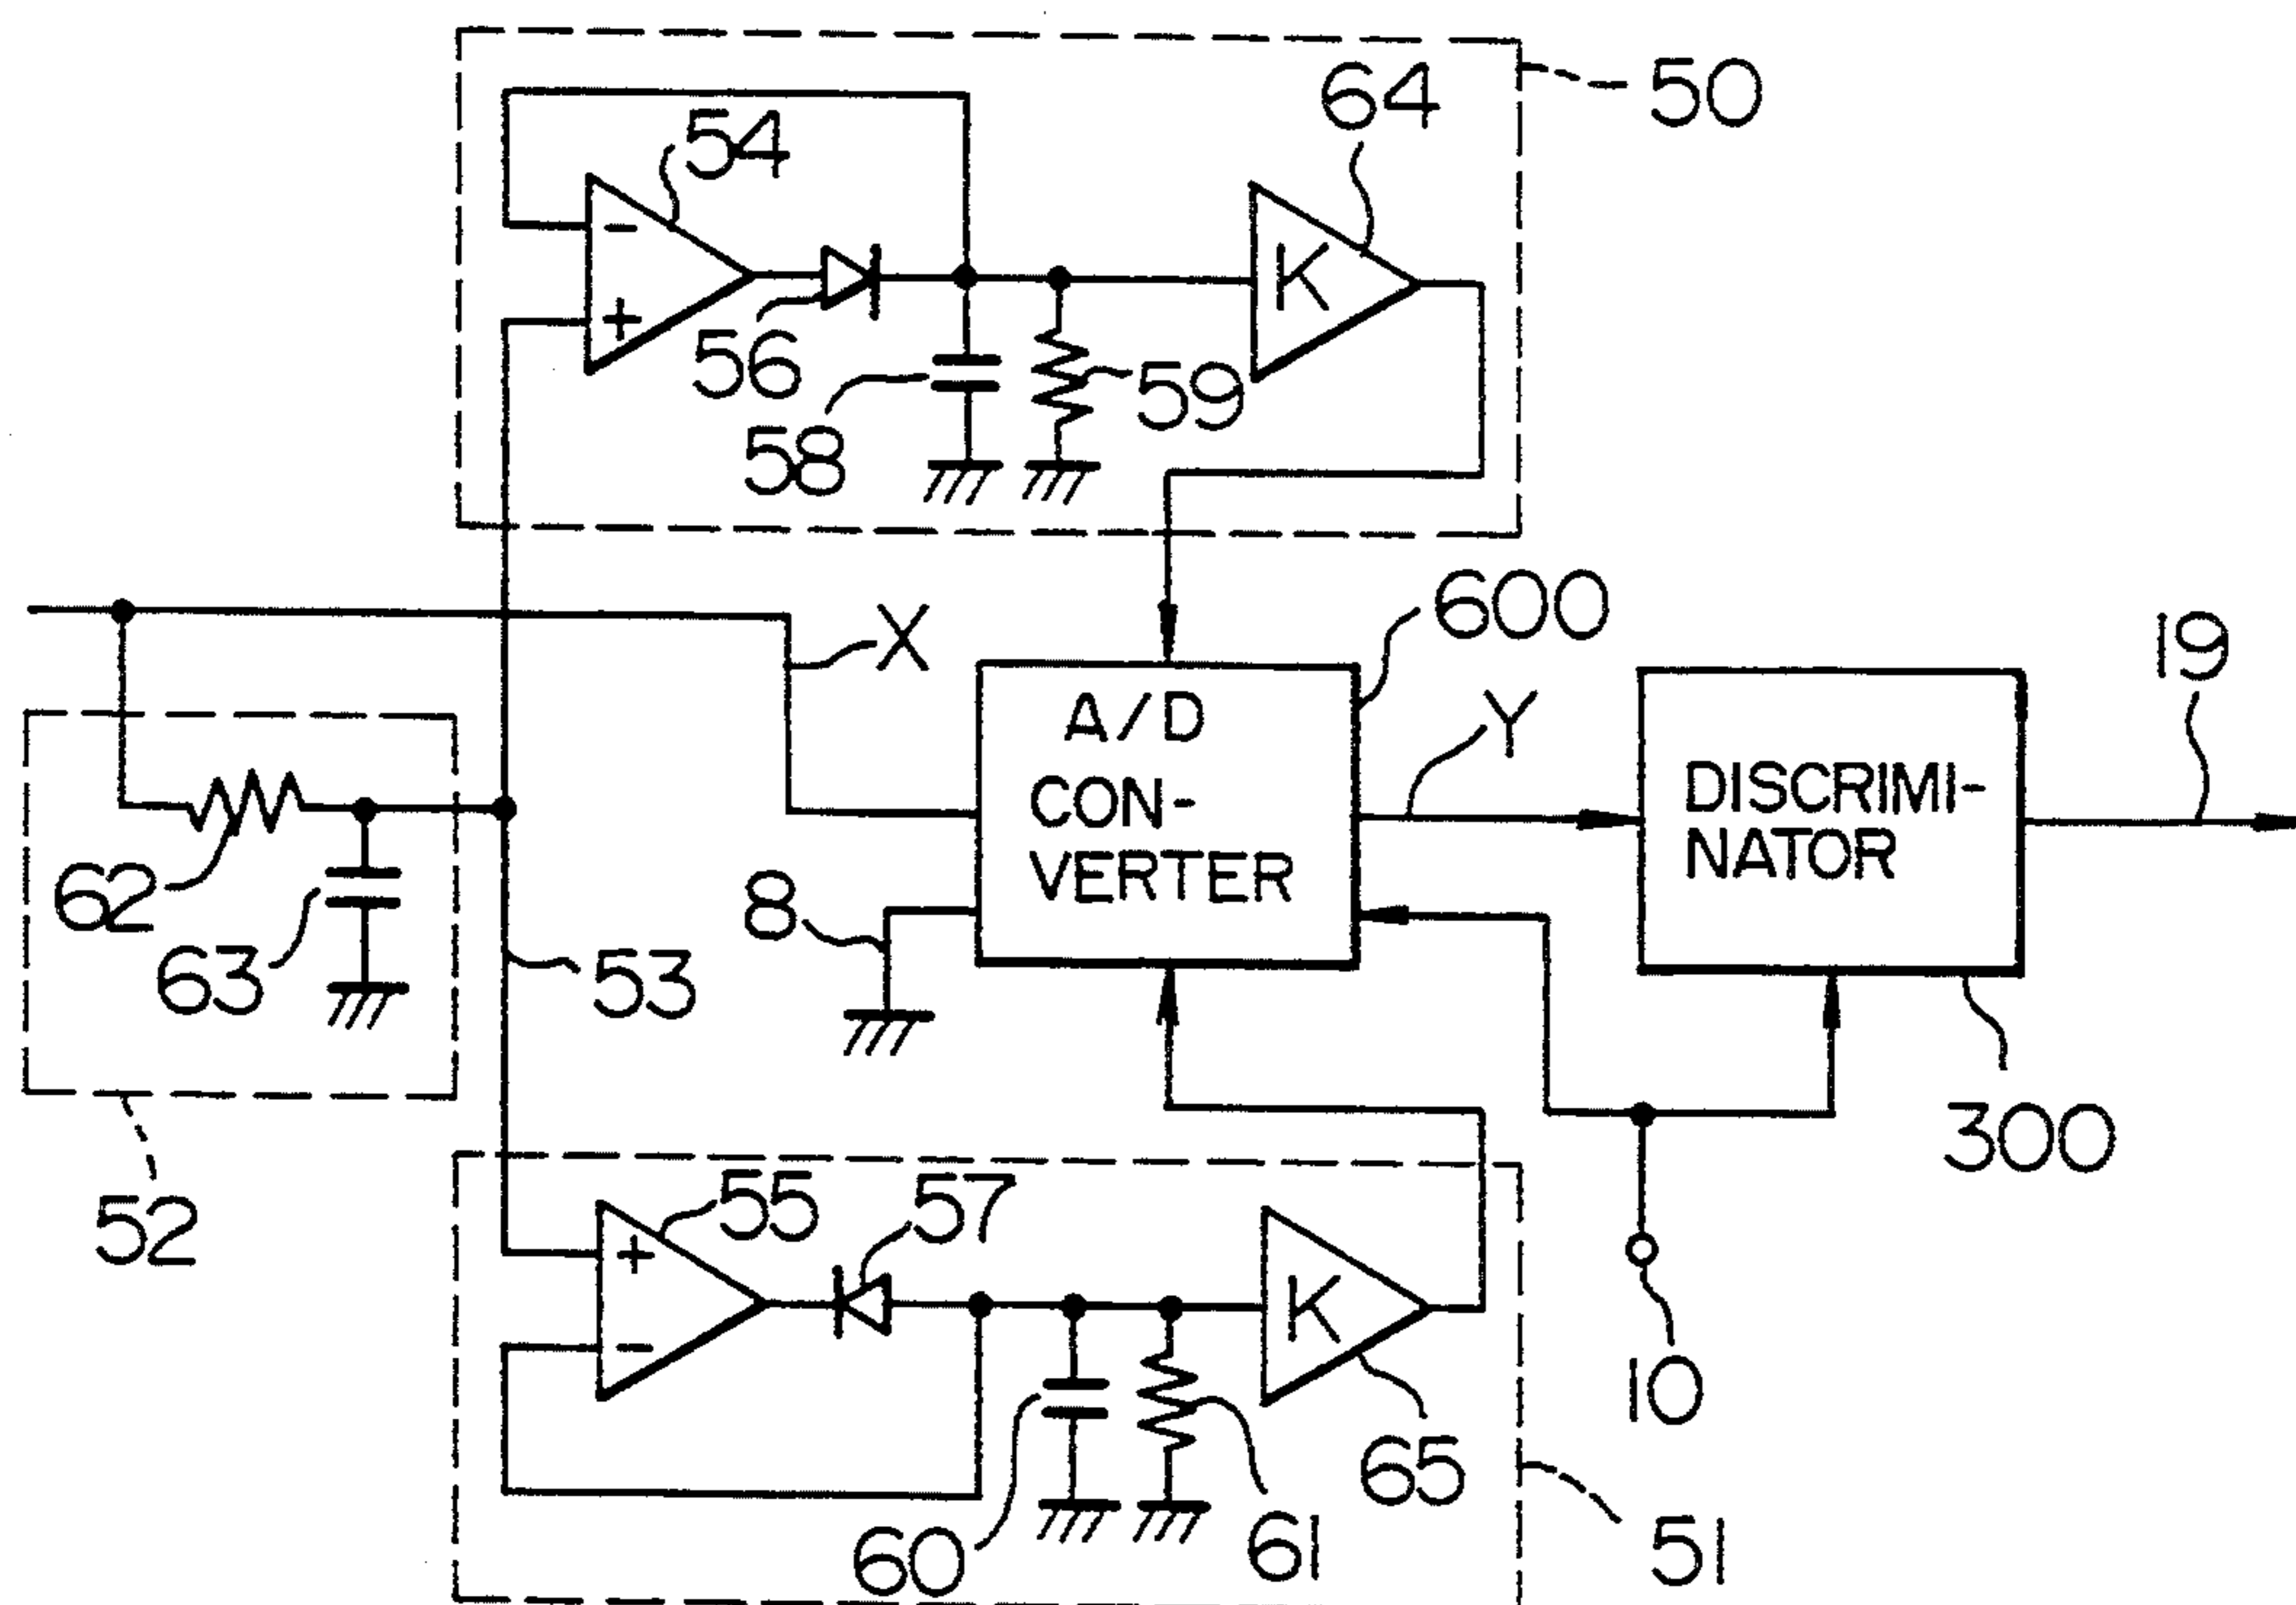 50
64
54
-
+
K
56
59
58
600
X
19
A/D
CON-
VERTER
Y
DISCRIMI-
NATOR
62
8
63
53
300
52
55
57
+
K
-
10
65
60
61
51